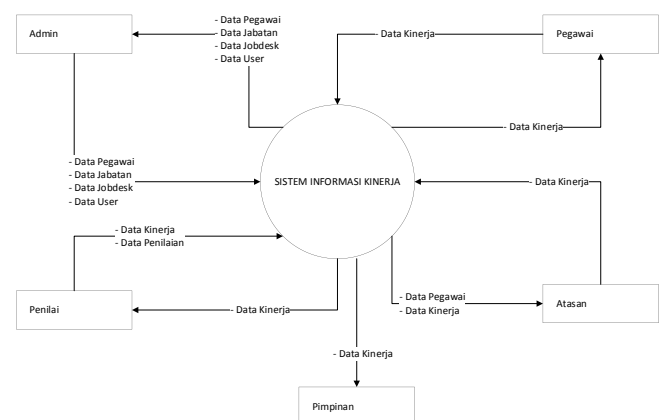 Admin
- Data Pegawai
- Data Jabatan
- Data Jobdesk
- Data User
- Data Kinerja
Pegawai
- Data Kinerja
- Data Pegawai
- Data Jabatan
- Data Jobdesk
- Data User
SISTEM INFORMASI KINERJA
- Data Kinerja
- Data Kinerja
- Data Penilaian
Penilai
- Data Kinerja
- Data Pegawai
- Data Kinerja
Atasan
- Data Kinerja
Pimpinan